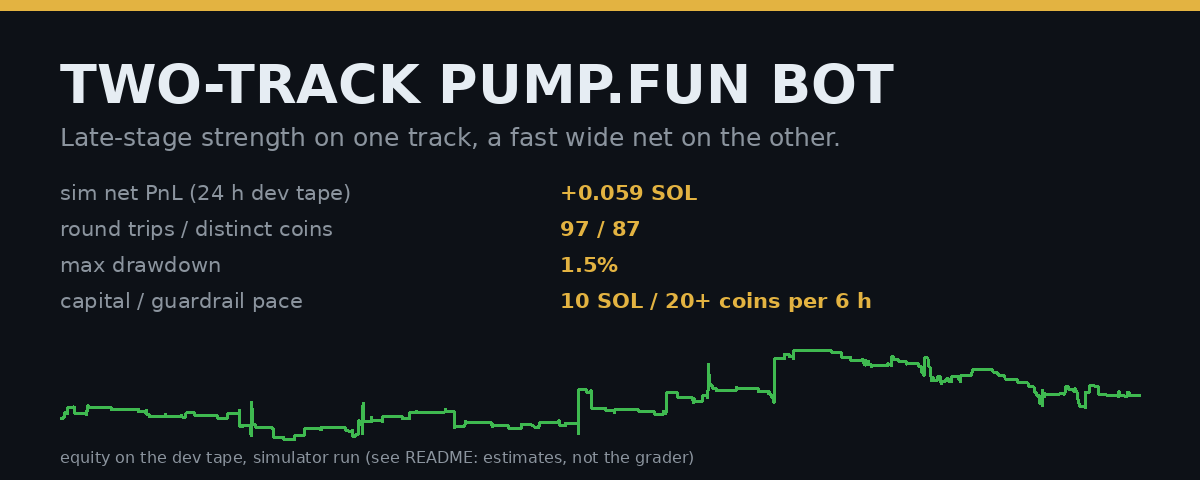 TWO-TRACK PUMP.FUN BOT
Late-stage strength on one track, a fast wide net on the other.
sim net PnL (24 h dev tape) +0.059 SOL
round trips / distinct coins 97 / 87
max drawdown 1.5%
capital / guardrail pace 10 SOL / 20+ coins per 6 h
equity on the dev tape, simulator run (see README: estimates, not the grader)